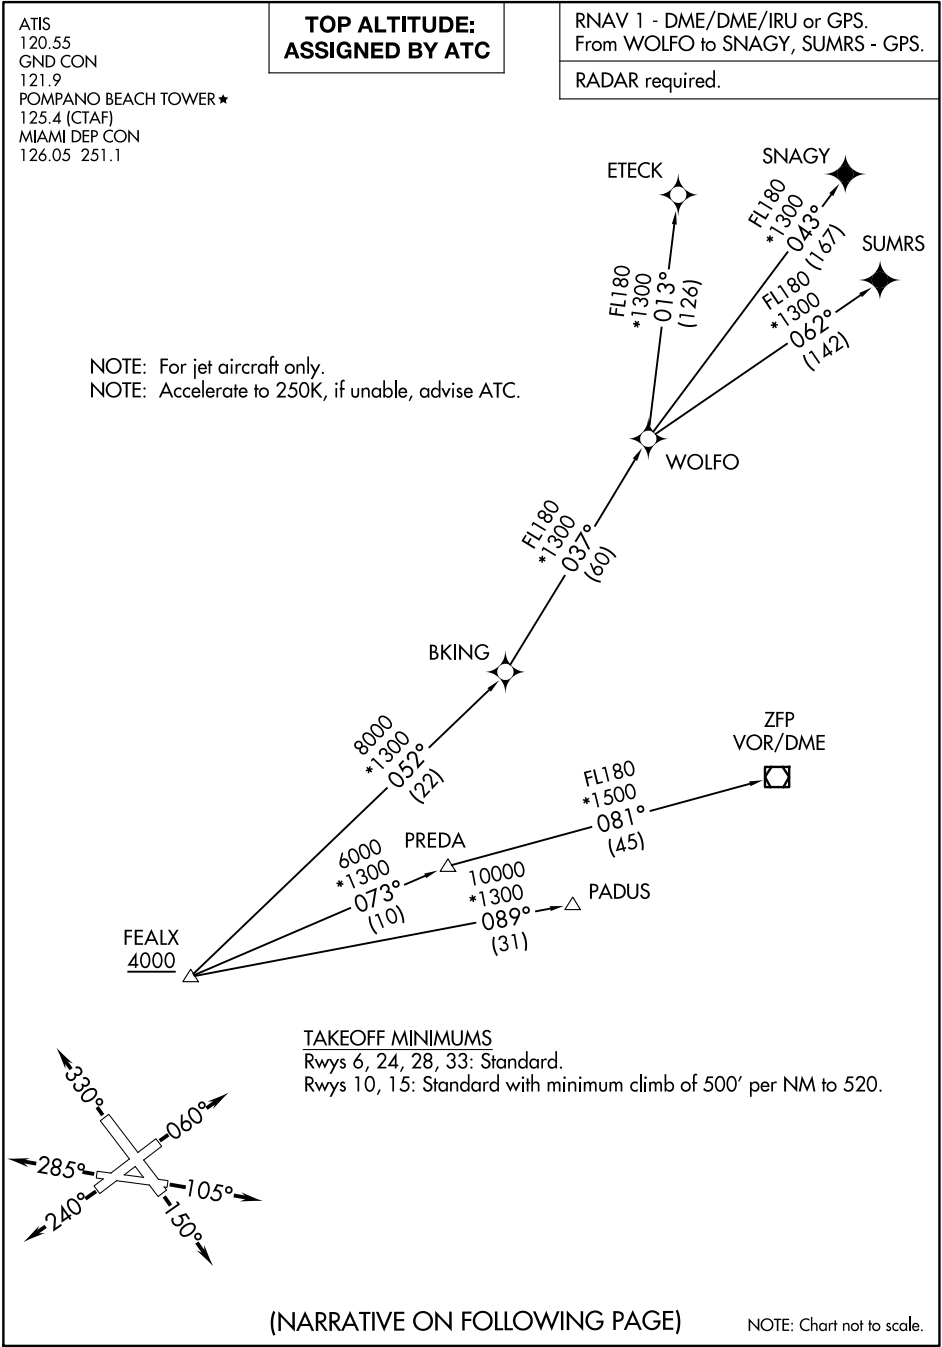 ATIS
120.55
GND CON
121.9
POMPANO BEACH TOWER★
125.4 (CTAF)
MIAMI DEP CON
126.05 251.1
TOP ALTITUDE:
ASSIGNED BY ATC
RNAV 1 - DME/DME/IRU or GPS.
From WOLFO to SNAGY, SUMRS - GPS.
RADAR required.
SNAGY
ETECK
FL180
*1300
043°
(167)
SUMRS
FL180
*1300
013°
(126)
FL180
*1300
062°
(142)
NOTE: For jet aircraft only.
NOTE: Accelerate to 250K, if unable, advise ATC.
WOLFO
FL180
*1300
037°
(60)
BKING
8000
*1300
052°
(22)
ZFP
VOR/DME
FL180
*1500
081°
(45)
PREDA
6000
*1300
073°
(10)
10000
*1300
089°
(31)
PADUS
FEALX
4000
TAKEOFF MINIMUMS
Rwys 6, 24, 28, 33: Standard.
Rwys 10, 15: Standard with minimum climb of 500' per NM to 520.
330°
060°
285°
105°
240°
150°
(NARRATIVE ON FOLLOWING PAGE)
NOTE: Chart not to scale.